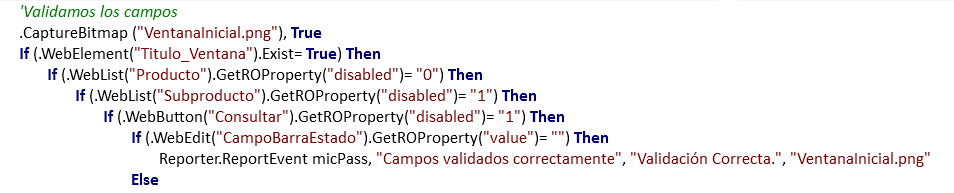 'Validamos los campos
.CaptureBitmap ("VentanaInicial.png"), True
If (.WebElement("Titulo_Ventana").Exist= True) Then
If (.WebList("Producto").GetROProperty("disabled")= "0") Then
If (.WebList("Subproducto").GetROProperty("disabled")= "1") Then
If (.WebButton("Consultar").GetROProperty("disabled")= "1") Then
If (.WebEdit("CampoBarraEstado").GetROProperty("value")= "") Then
Reporter.ReportEvent micPass, "Campos validados correctamente", "Validación Correcta.", "VentanaInicial.png"
Else